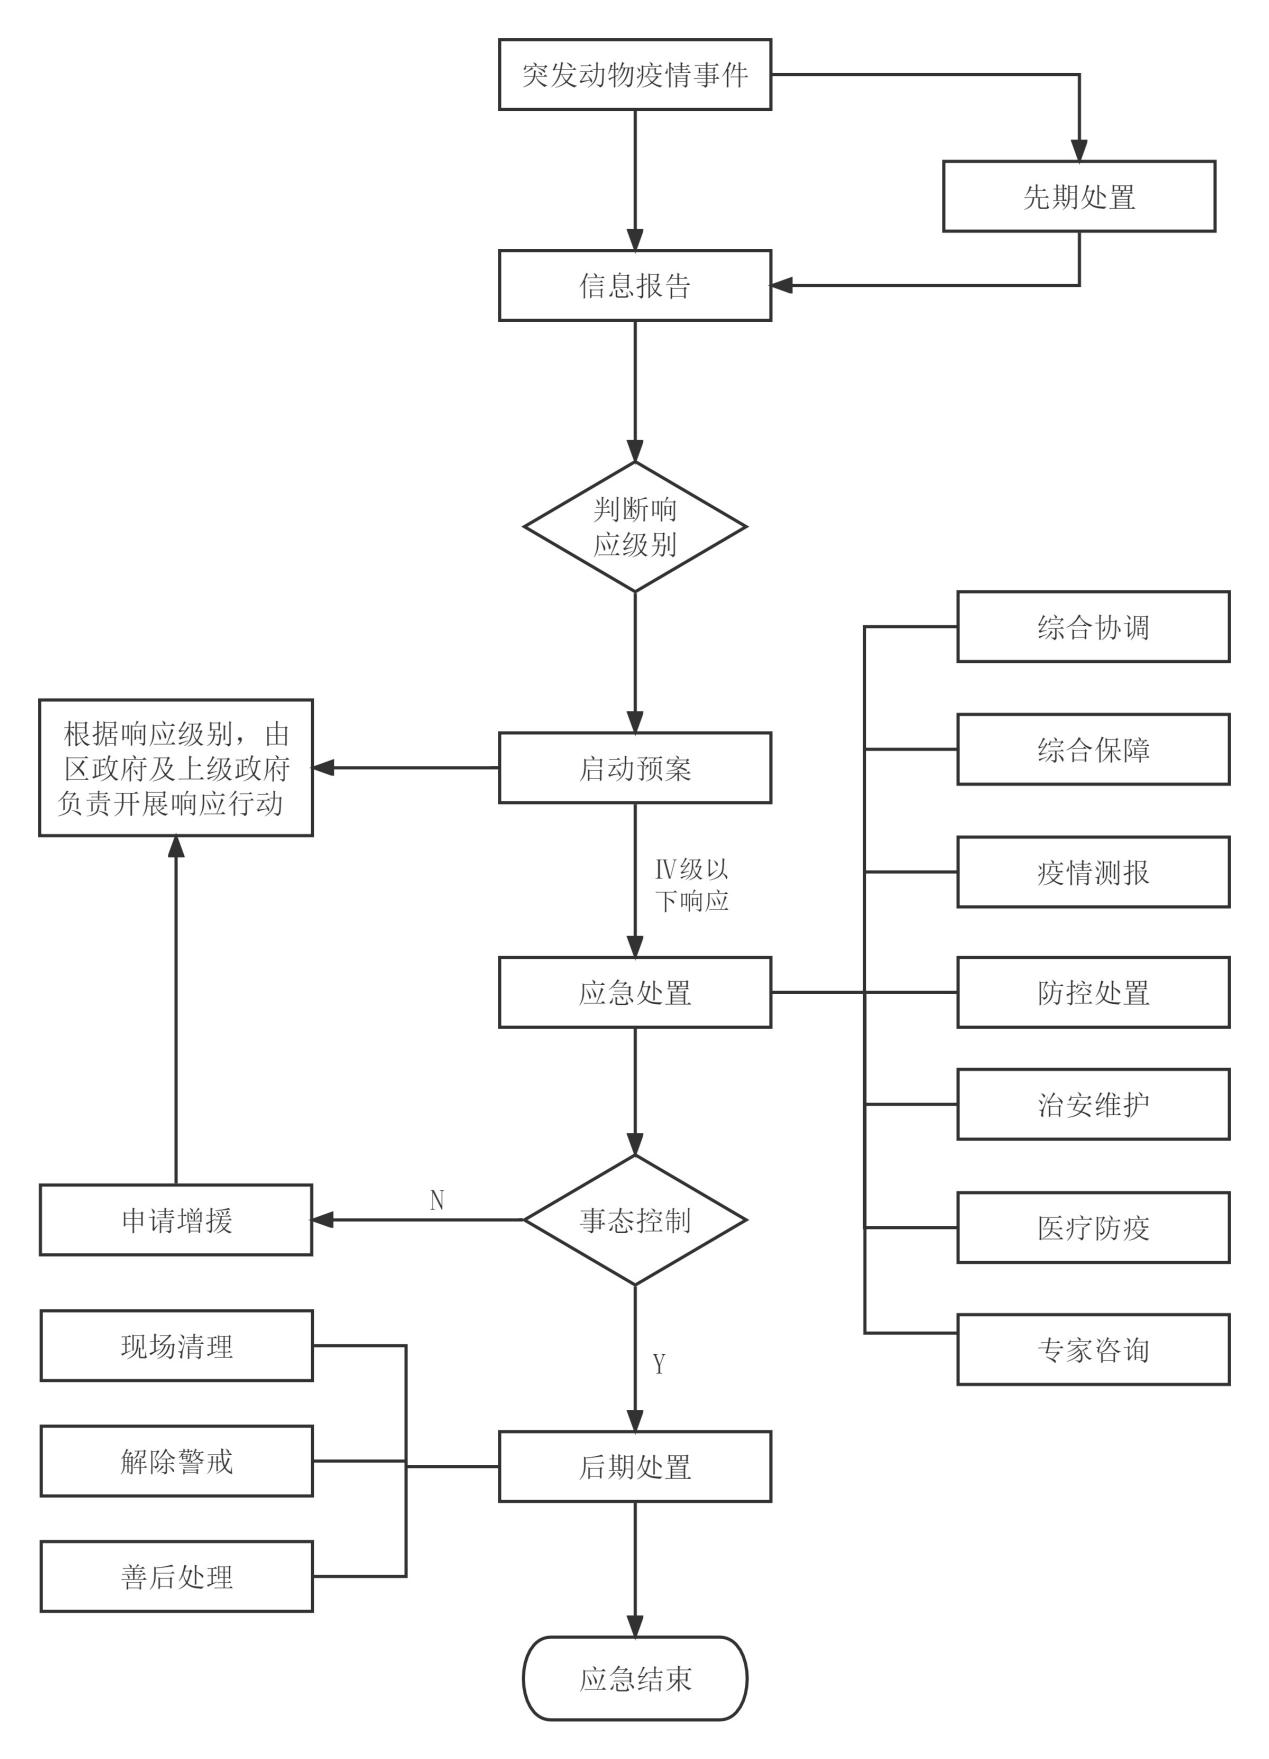 突发动物疫情事件
先期处置
信息报告
判断响
应级别
综合协调
根据响应级别，由
区政府及上级政府
负责开展响应行动
启动预案
综合保障
Ⅳ级以
下响应
疫情测报
应急处置
防控处置
治安维护
申请增援
N
事态控制
医疗防疫
现场清理
Y
专家咨询
解除警戒
后期处置
善后处理
应急结束